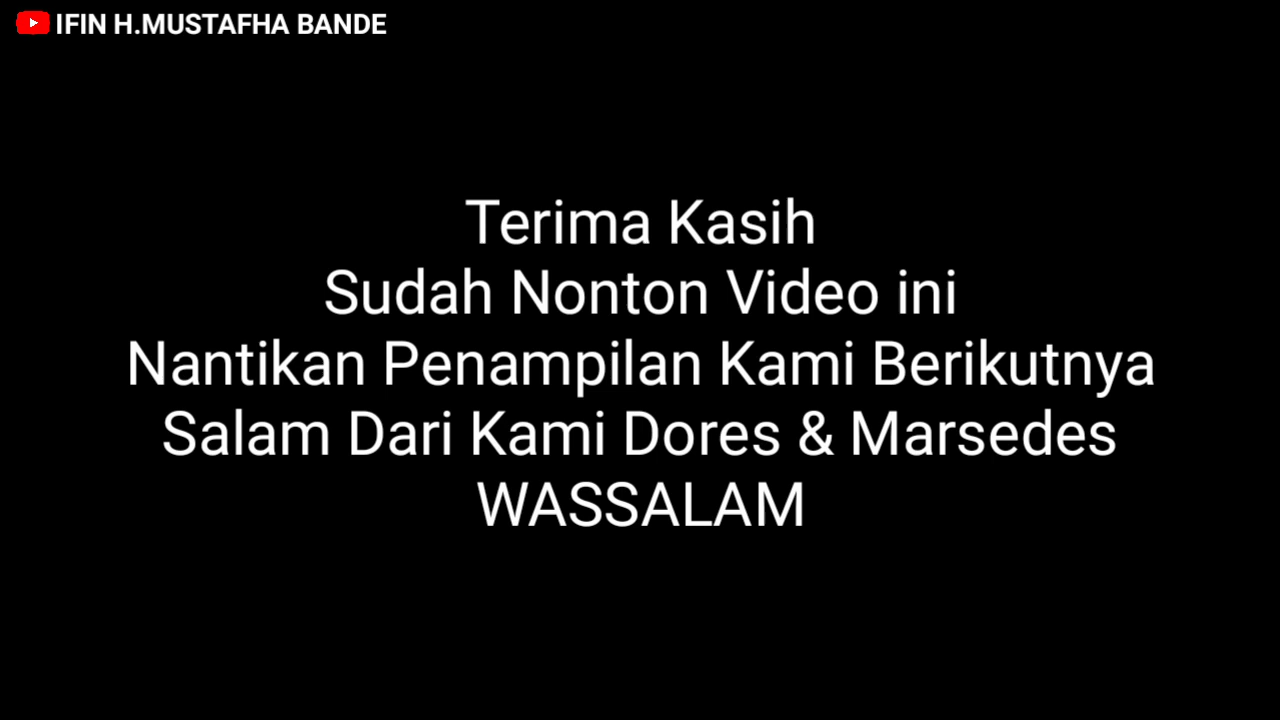 IFIN H.MUSTAFHA BANDE
Terima Kasih
Sudah Nonton Video ini
Nantikan Penampilan Kami Berikutnya
Salam Dari Kami Dores & Marsedes
WASSALAM